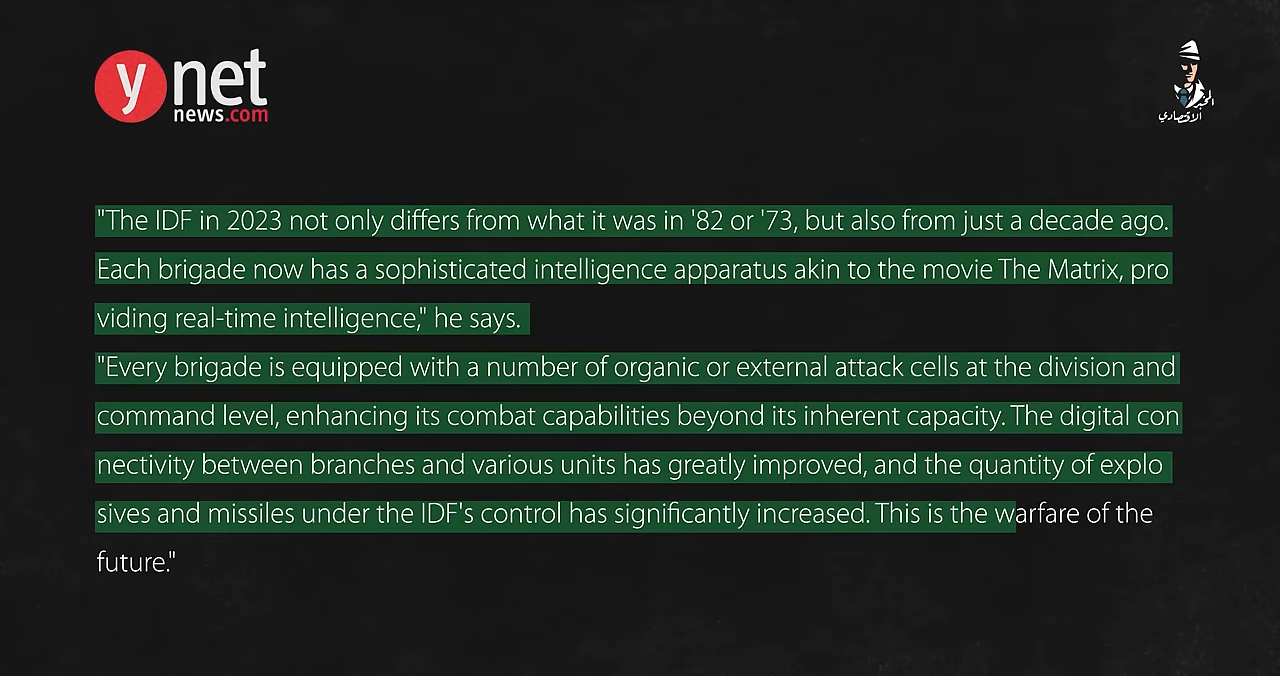 ynet
news.com
المخبر
الاقتصادي
"The IDF in 2023 not only differs from what it was in '82 or '73, but also from just a decade ago.
Each brigade now has a sophisticated intelligence apparatus akin to the movie The Matrix, pro
viding real-time intelligence," he says.
"Every brigade is equipped with a number of organic or external attack cells at the division and
command level, enhancing its combat capabilities beyond its inherent capacity. The digital con
nectivity between branches and various units has greatly improved, and the quantity of explo
sives and missiles under the IDF's control has significantly increased. This is the warfare of the
future."